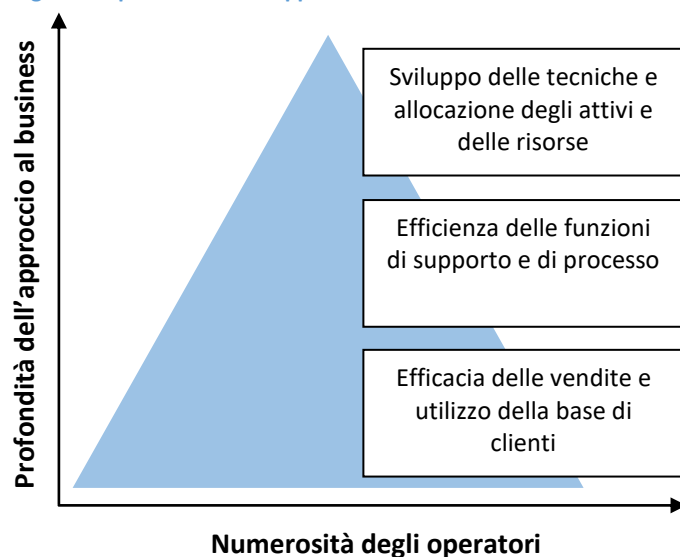 Sviluppo delle tecniche e
allocazione degli attivi e
delle risorse
Efficienza delle funzioni
di supporto e di processo
Efficacia delle vendite e
utilizzo della base di
clienti
Profondità dell'approccio al business
Numerosità degli operatori